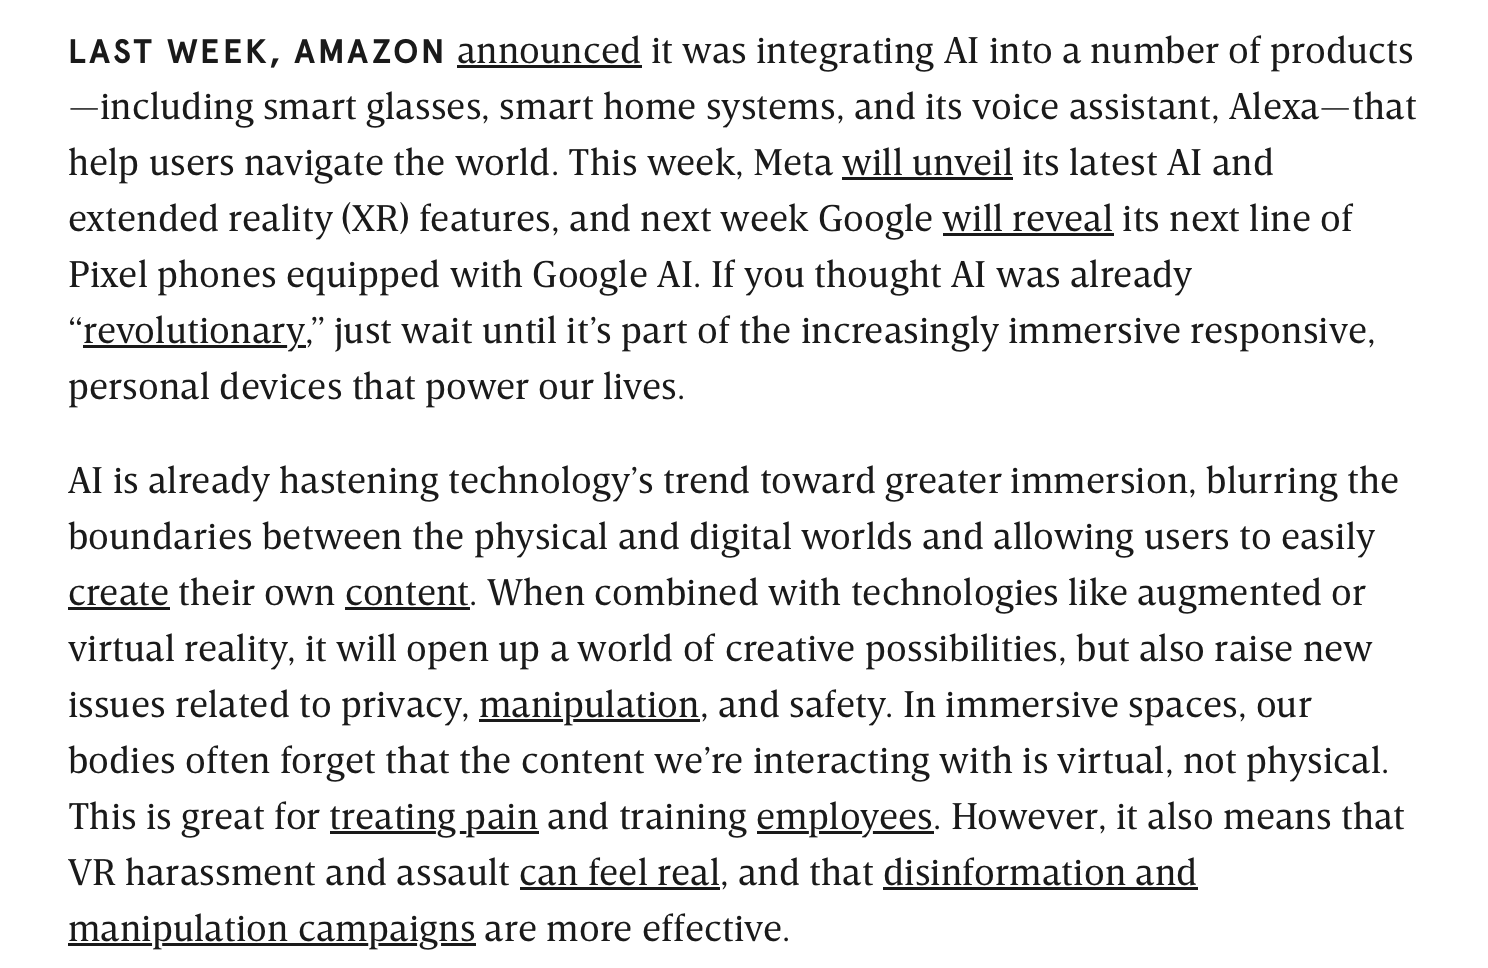 LAST WEEK, AMAZON announced it was integrating AI into a number of products
—including smart glasses, smart home systems, and its voice assistant, Alexa—that
help users navigate the world. This week, Meta will unveil its latest AI and
extended reality (XR) features, and next week Google will reveal its next line of
Pixel phones equipped with Google AI. If you thought AI was already
“revolutionary,” just wait until it’s part of the increasingly immersive responsive,
personal devices that power our lives.
AI is already hastening technology’s trend toward greater immersion, blurring the
boundaries between the physical and digital worlds and allowing users to easily
create their own content. When combined with technologies like augmented or
virtual reality, it will open up a world of creative possibilities, but also raise new
issues related to privacy, manipulation, and safety. In immersive spaces, our
bodies often forget that the content we’re interacting with is virtual, not physical.
This is great for treating pain and training employees. However, it also means that
VR harassment and assault can feel real, and that disinformation and
manipulation campaigns are more effective.